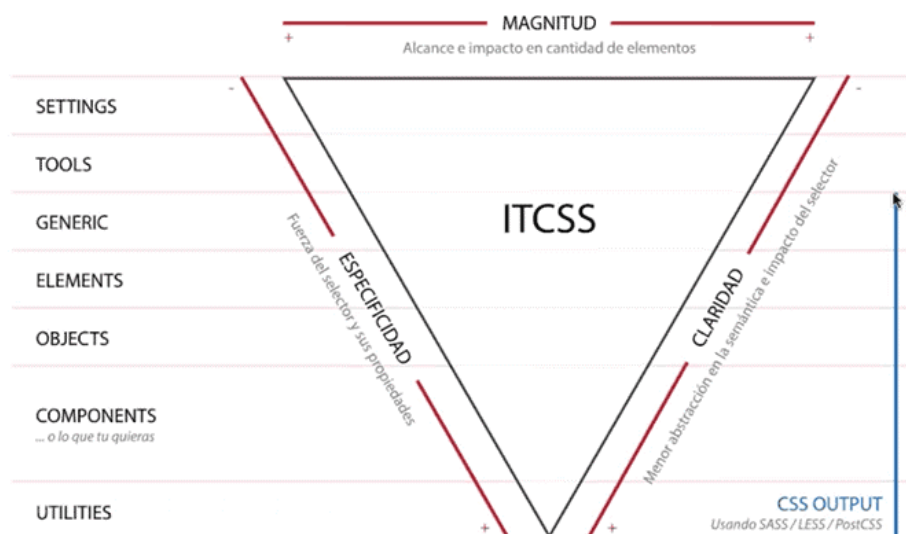 MAGNITUD
+ +
Alcance e impacto en cantidad de elementos
- -
SETTINGS
TOOLS
GENERIC
ELEMENTS
OBJECTS
COMPONENTS
... o lo que tu quieras
UTILITIES
ITCSS
ESPECIFICIDAD
Fuerza del selector y sus propiedades
CLARIDAD
Menor abstracción en la semántica e impacto del selector
+ +
CSS OUTPUT
Usando SASS / LESS / PostCSS